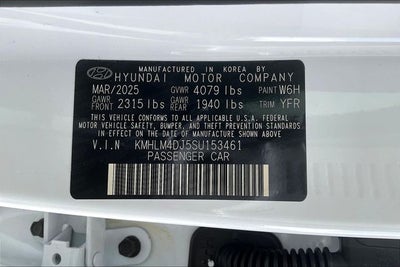 MANUFACTURED IN KOREA BY
HYUNDAI MOTOR COMPANY
MAR/2025 GVWR 4079 lbs PAINT W6H
GAWR FRONT 2315 lbs GAWR REAR 1940 lbs TRIM YFR
THIS VEHICLE CONFORMS TO ALL APPLICABLE U.S.A. FEDERAL
MOTOR VEHICLE SAFETY, BUMPER, AND THEFT PREVENTION STANDARDS
IN EFFECT ON THE DATE OF MANUFACTURE SHOWN ABOVE
V.I.N KMHLM4DJ5SU153461
PASSENGER CAR